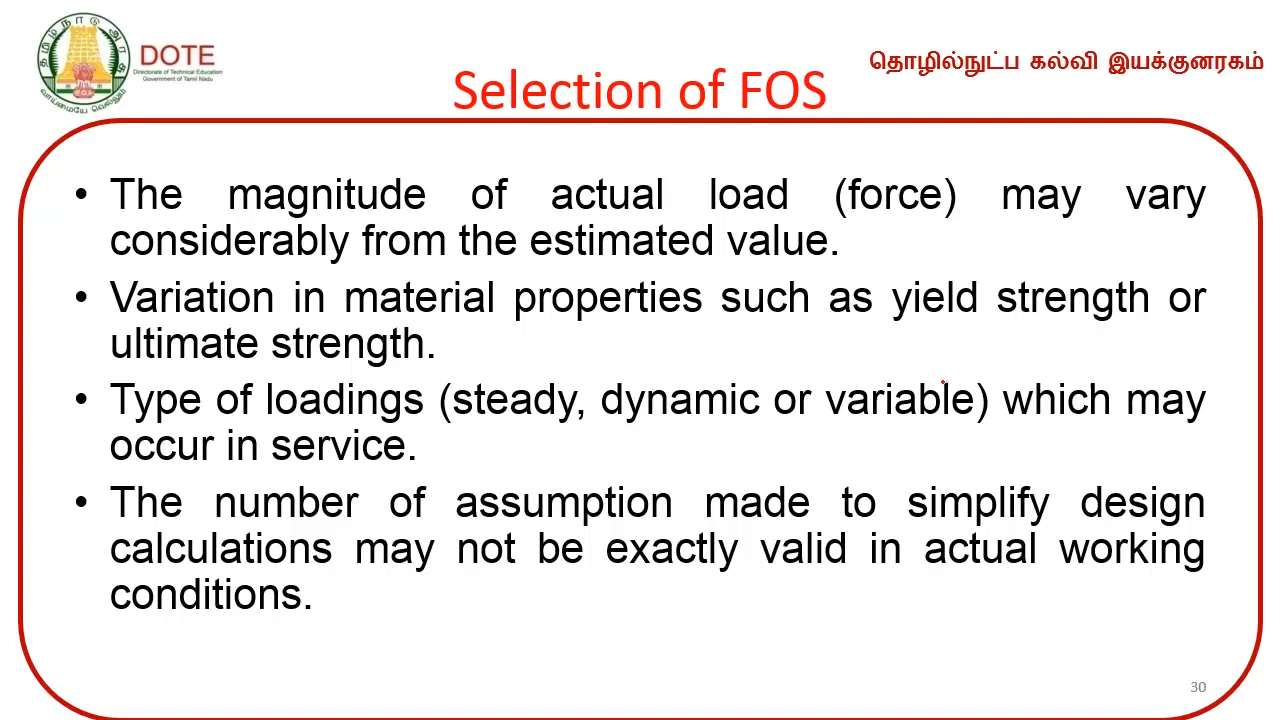 தமிழ்நாடு அரசு
வாய்மையே வெல்லும்
DOTE
Directorate of Technical Education
Government of Tamil Nadu
தொழில்நுட்ப கல்வி இயக்குனரகம்
Selection of FOS
• The magnitude of actual load (force) may vary
considerably from the estimated value.
• Variation in material properties such as yield strength or
ultimate strength.
• Type of loadings (steady, dynamic or variable) which may
occur in service.
• The number of assumption made to simplify design
calculations may not be exactly valid in actual working
conditions.
30